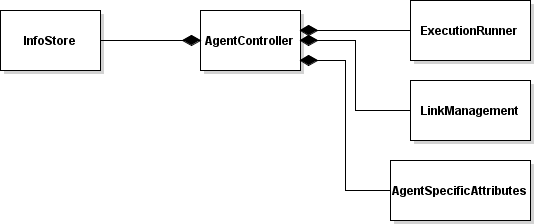 InfoStore
AgentController
ExecutionRunner
LinkManagement
AgentSpecificAttributes